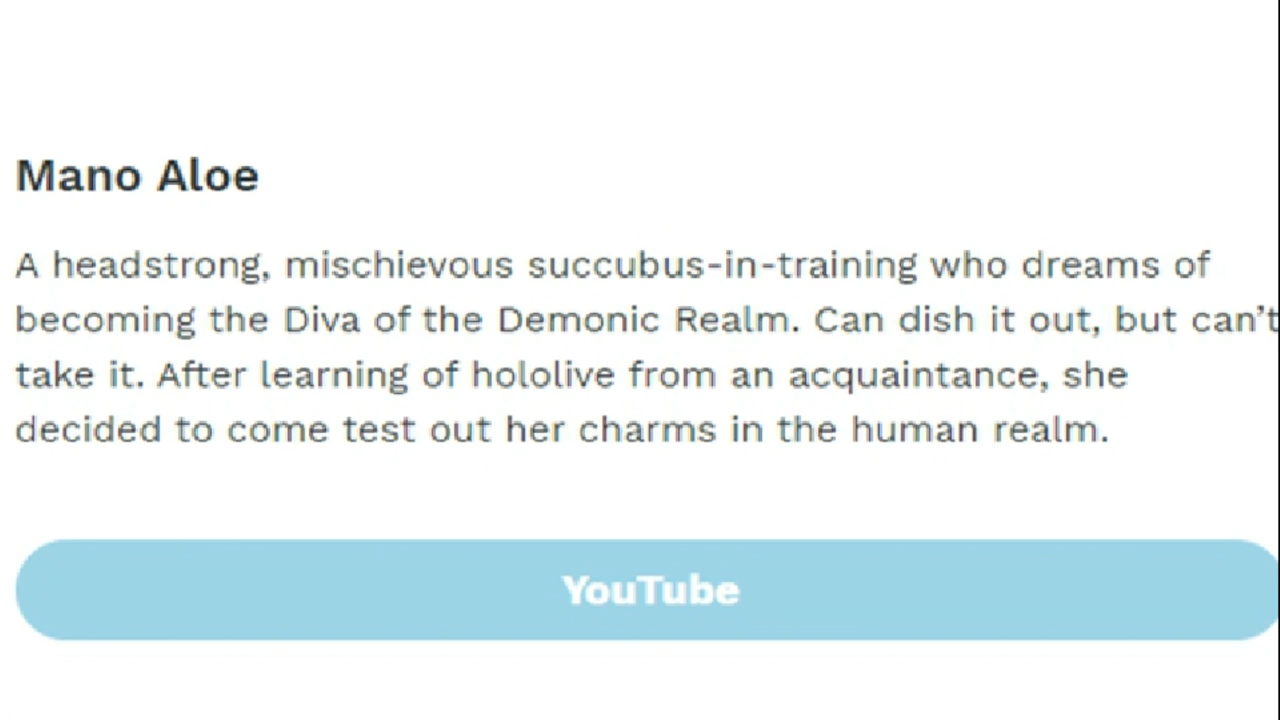 Mano Aloe
A headstrong, mischievous succubus-in-training who dreams of
becoming the Diva of the Demonic Realm. Can dish it out, but can’t
take it. After learning of hololive from an acquaintance, she
decided to come test out her charms in the human realm.
YouTube